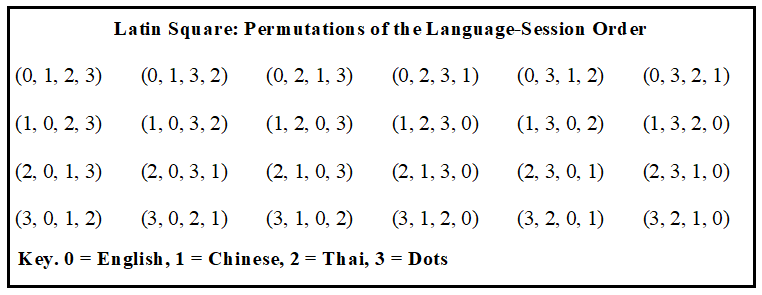 Latin Square: Permutations of the Language-Session Order
(0, 1, 2, 3) (0, 1, 3, 2) (0, 2, 1, 3) (0, 2, 3, 1) (0, 3, 1, 2) (0, 3, 2, 1)
(1, 0, 2, 3) (1, 0, 3, 2) (1, 2, 0, 3) (1, 2, 3, 0) (1, 3, 0, 2) (1, 3, 2, 0)
(2, 0, 1, 3) (2, 0, 3, 1) (2, 1, 0, 3) (2, 1, 3, 0) (2, 3, 0, 1) (2, 3, 1, 0)
(3, 0, 1, 2) (3, 0, 2, 1) (3, 1, 0, 2) (3, 1, 2, 0) (3, 2, 0, 1) (3, 2, 1, 0)
Key. 0 = English, 1 = Chinese, 2 = Thai, 3 = Dots